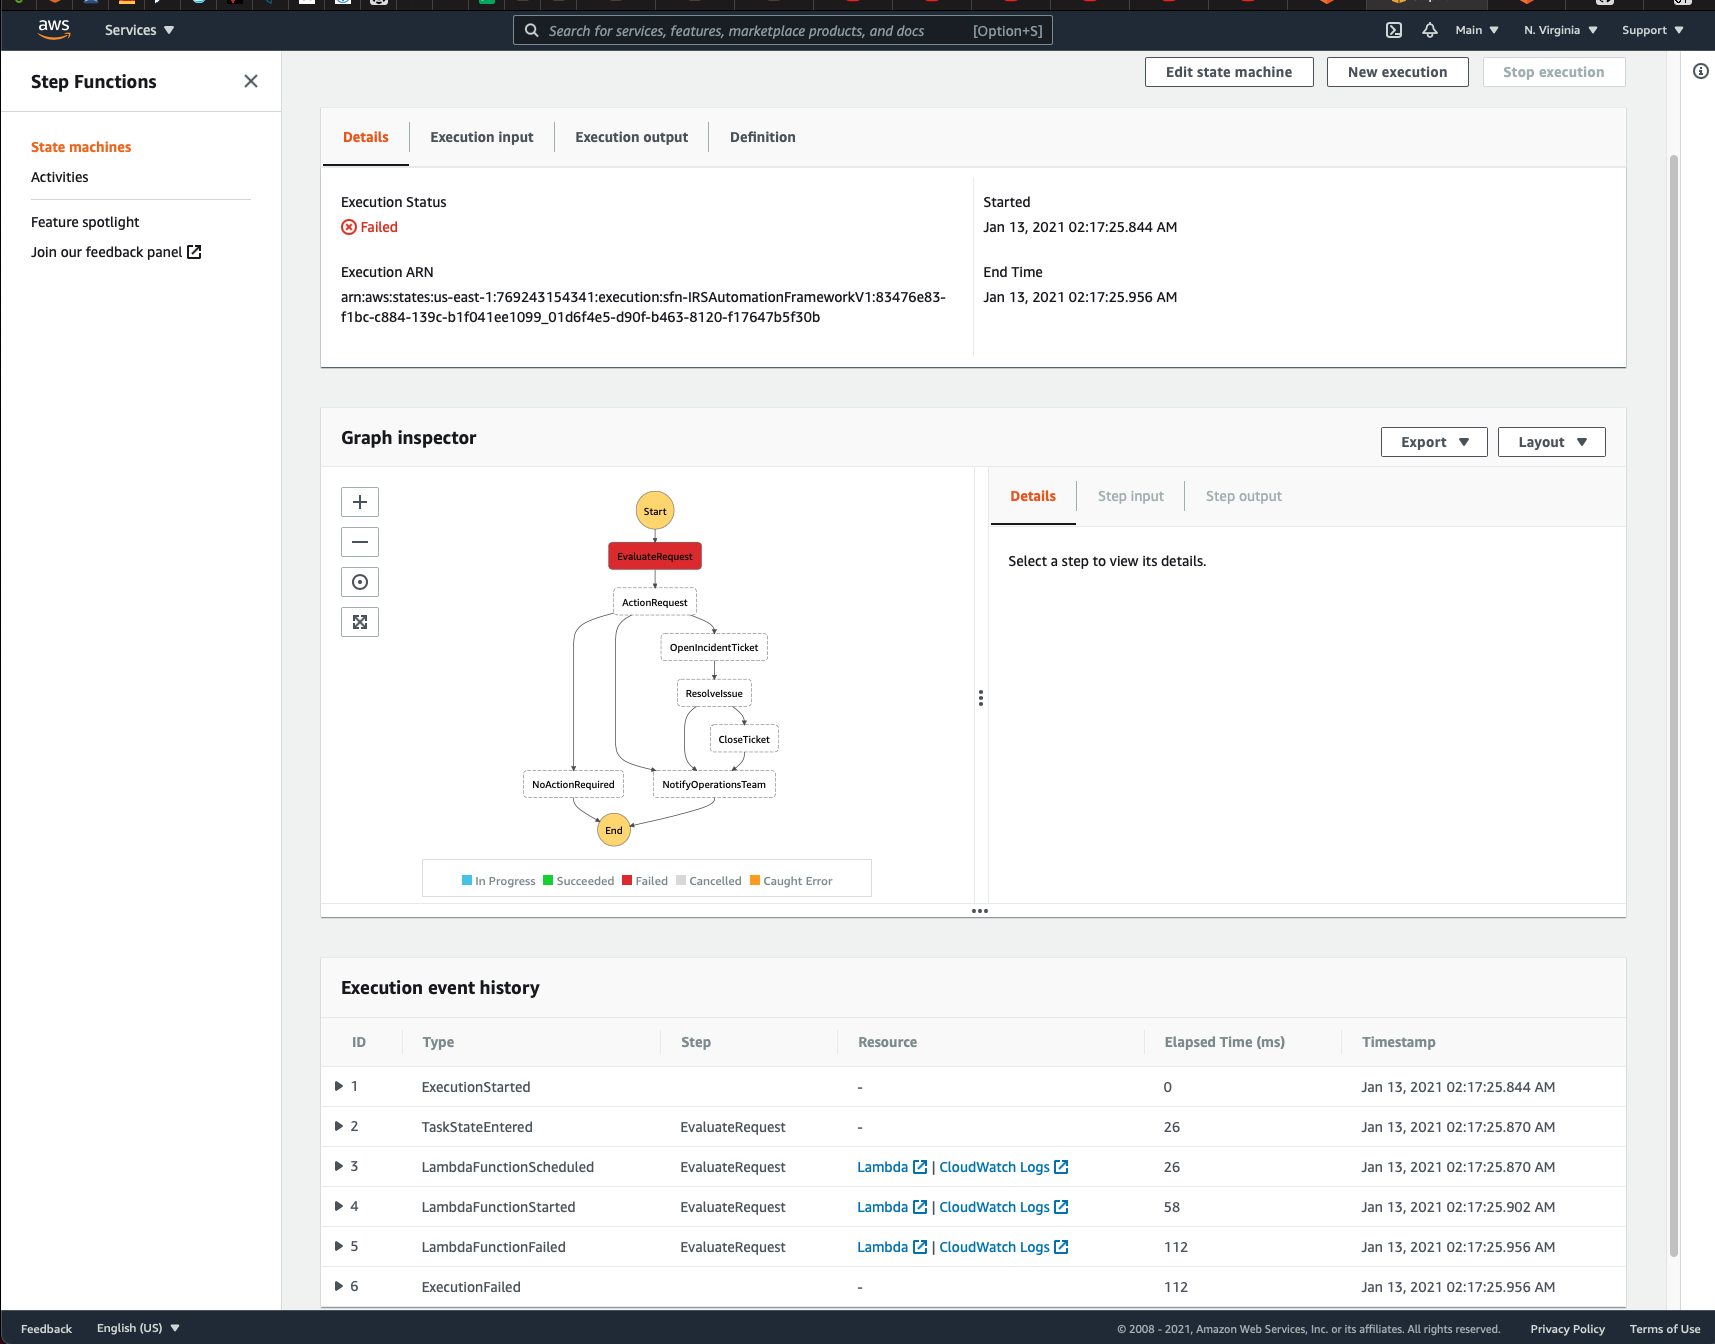 aws
Services
Search for services, features, marketplace products, and docs
[Option+S]
Main
N. Virginia
Support
Step Functions
State machines
Activities
Feature spotlight
Join our feedback panel
Edit state machine
New execution
Stop execution
Details
Execution input
Execution output
Definition
Execution Status
Failed
Started
Jan 13, 2021 02:17:25.844 AM
Execution ARN
arn:aws:states:us-east-1:769243154341:execution:sfn-IRSAutomationFrameworkV1:83476e83-
f1bc-c884-139c-b1f041ee1099_01d6f4e5-d90f-b463-8120-f17647b5f30b
End Time
Jan 13, 2021 02:17:25.956 AM
Graph inspector
Export
Layout
Start
EvaluateRequest
ActionRequest
OpenIncidentTicket
ResolveIssue
CloseTicket
NoActionRequired
NotifyOperationsTeam
End
In Progress
Succeeded
Failed
Cancelled
Caught Error
Details
Step input
Step output
Select a step to view its details.
Execution event history
ID Type Step Resource Elapsed Time (ms) Timestamp
1 ExecutionStarted - 0 Jan 13, 2021 02:17:25.844 AM
2 TaskStateEntered EvaluateRequest - 26 Jan 13, 2021 02:17:25.870 AM
3 LambdaFunctionScheduled EvaluateRequest Lambda | CloudWatch Logs 26 Jan 13, 2021 02:17:25.870 AM
4 LambdaFunctionStarted EvaluateRequest Lambda | CloudWatch Logs 58 Jan 13, 2021 02:17:25.902 AM
5 LambdaFunctionFailed EvaluateRequest Lambda | CloudWatch Logs 112 Jan 13, 2021 02:17:25.956 AM
6 ExecutionFailed - 112 Jan 13, 2021 02:17:25.956 AM
Feedback
English (US)
© 2008 - 2021, Amazon Web Services, Inc. or its affiliates. All rights reserved.
Privacy Policy
Terms of Use